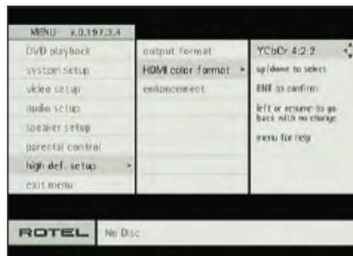 MENU v.0.197.3.4
DVD playback
system setup
video setup
audio setup
speaker setup
parental control
high def. setup
exit menu
output format
HDMI color format
enhancement
YCbCr 4:2:2
up/down to select
ENT to confirm
left or resume to go
back with no change
menu for help
ROTEL No Disc